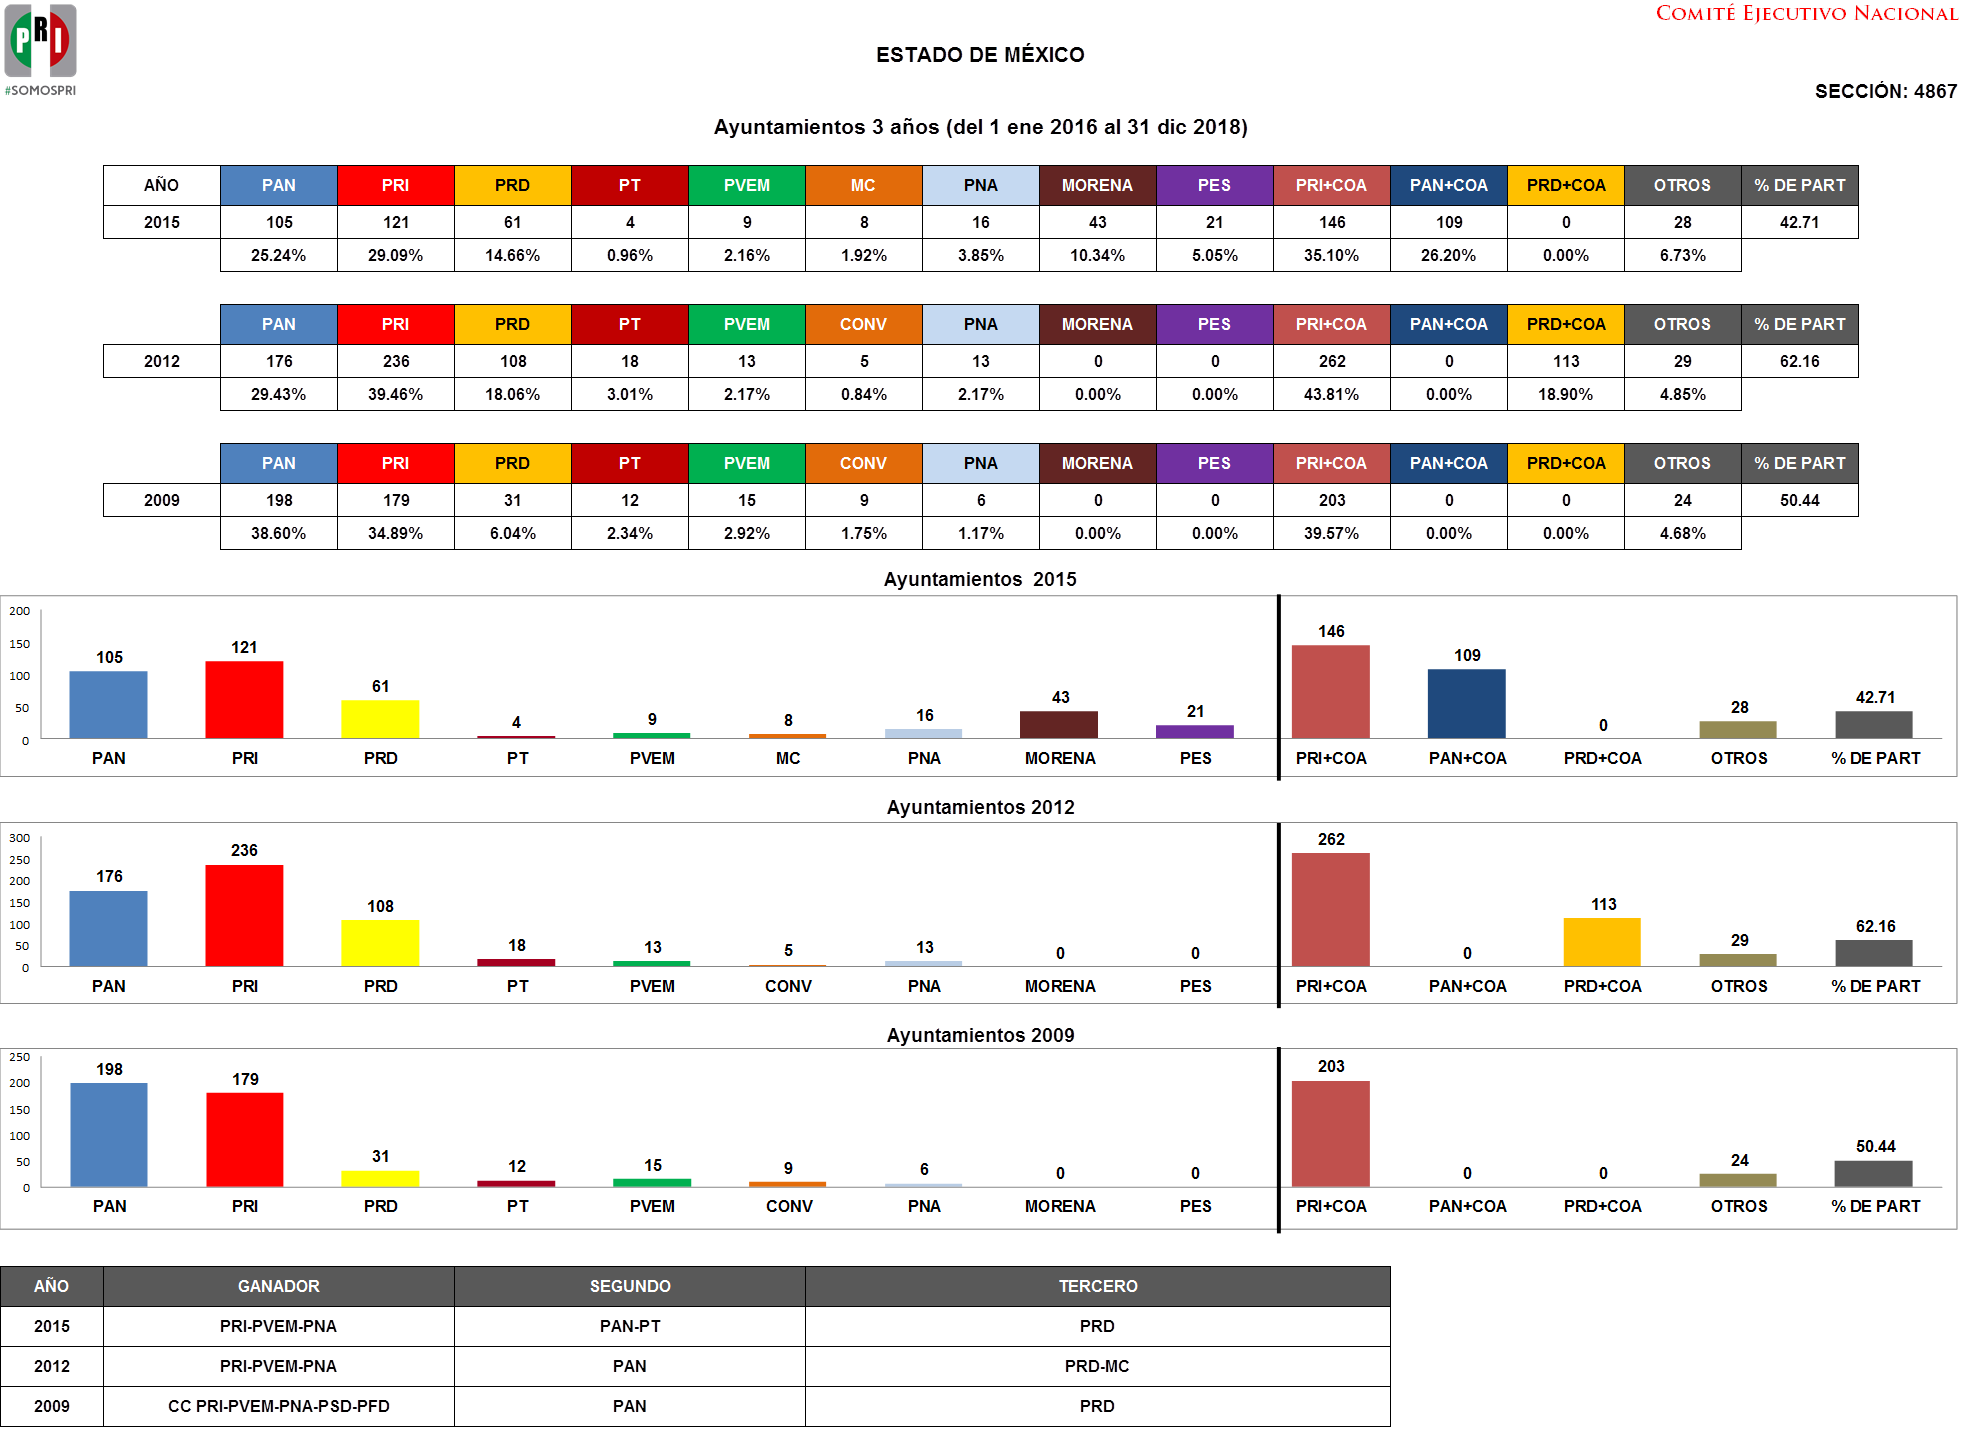 COMITÉ EJECUTIVO NACIONAL
PRI
#SOMOSPRI
ESTADO DE MÉXICO
SECCIÓN: 4867
Ayuntamientos 3 años (del 1 ene 2016 al 31 dic 2018)
AÑO PAN PRI PRD PT PVEM MC PNA MORENA PES PRI+COA PAN+COA PRD+COA OTROS % DE PART
2015 105 121 61 4 9 8 16 43 21 146 109 0 28 42.71
25.24% 29.09% 14.66% 0.96% 2.16% 1.92% 3.85% 10.34% 5.05% 35.10% 26.20% 0.00% 6.73%
PAN PRI PRD PT PVEM CONV PNA MORENA PES PRI+COA PAN+COA PRD+COA OTROS % DE PART
2012 176 236 108 18 13 5 13 0 0 262 0 113 29 62.16
29.43% 39.46% 18.06% 3.01% 2.17% 0.84% 2.17% 0.00% 0.00% 43.81% 0.00% 18.90% 4.85%
PAN PRI PRD PT PVEM CONV PNA MORENA PES PRI+COA PAN+COA PRD+COA OTROS % DE PART
2009 198 179 31 12 15 9 6 0 0 203 0 0 24 50.44
38.60% 34.89% 6.04% 2.34% 2.92% 1.75% 1.17% 0.00% 0.00% 39.57% 0.00% 0.00% 4.68%
Ayuntamientos 2015
200
150
100
50
0
105 121 61 4 9 8 16 43 21 146 109 0 28 42.71
PAN PRI PRD PT PVEM MC PNA MORENA PES PRI+COA PAN+COA PRD+COA OTROS % DE PART
Ayuntamientos 2012
300
250
200
150
100
50
0
176 236 108 18 13 5 13 0 0 262 0 113 29 62.16
PAN PRI PRD PT PVEM CONV PNA MORENA PES PRI+COA PAN+COA PRD+COA OTROS % DE PART
Ayuntamientos 2009
250
200
150
100
50
0
198 179 31 12 15 9 6 0 0 203 0 0 24 50.44
PAN PRI PRD PT PVEM CONV PNA MORENA PES PRI+COA PAN+COA PRD+COA OTROS % DE PART
AÑO GANADOR SEGUNDO TERCERO
2015 PRI-PVEM-PNA PAN-PT PRD
2012 PRI-PVEM-PNA PAN PRD-MC
2009 CC PRI-PVEM-PNA-PSD-PFD PAN PRD